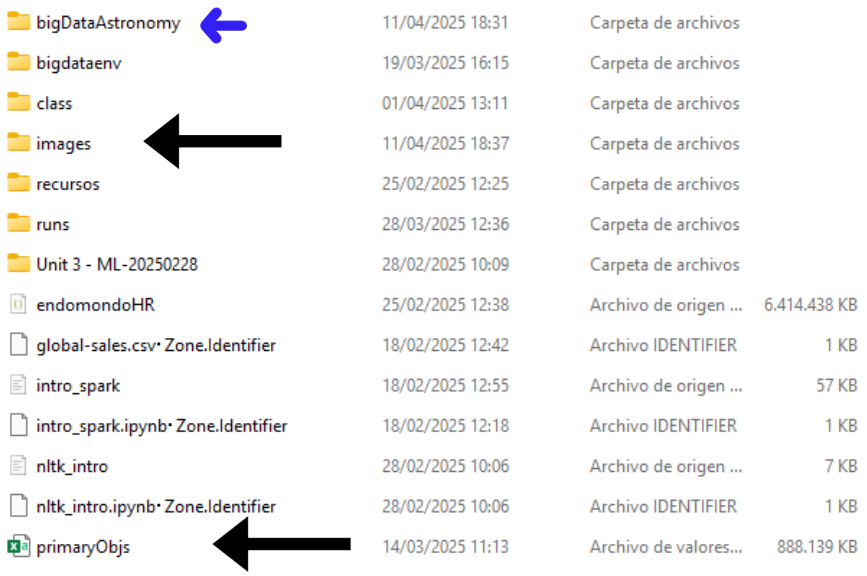 bigDataAstronomy 11/04/2025 18:31 Carpeta de archivos
bigdataenv 19/03/2025 16:15 Carpeta de archivos
class 01/04/2025 13:11 Carpeta de archivos
images 11/04/2025 18:37 Carpeta de archivos
recursos 25/02/2025 12:25 Carpeta de archivos
runs 28/03/2025 12:36 Carpeta de archivos
Unit 3 - ML-20250228 28/02/2025 10:09 Carpeta de archivos
endomondoHR 25/02/2025 12:38 Archivo de origen ... 6.414.438 KB
global-sales.csv· Zone.Identifier 18/02/2025 12:42 Archivo IDENTIFIER 1 KB
intro_spark 18/02/2025 12:55 Archivo de origen ... 57 KB
intro_spark.ipynb· Zone.Identifier 18/02/2025 12:18 Archivo IDENTIFIER 1 KB
nltk_intro 28/02/2025 10:06 Archivo de origen ... 7 KB
nltk_intro.ipynb· Zone.Identifier 28/02/2025 10:06 Archivo IDENTIFIER 1 KB
primaryObjs 14/03/2025 11:13 Archivo de valores... 888.139 KB